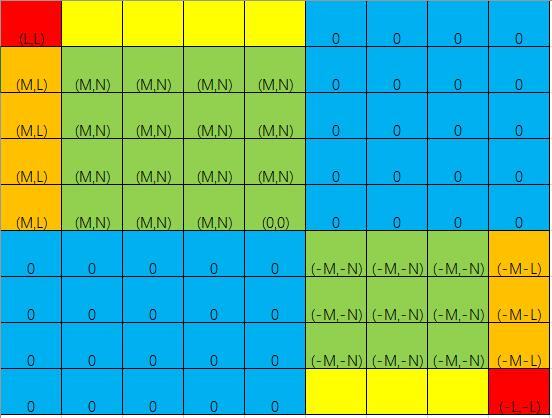 (L,L) 0 0 0 0
(M,L) (M,N) (M,N) (M,N) (M,N) 0 0 0 0
(M,L) (M,N) (M,N) (M,N) (M,N) 0 0 0 0
(M,L) (M,N) (M,N) (M,N) (M,N) 0 0 0 0
(M,L) (M,N) (M,N) (M,N) (0,0) 0 0 0 0
0 0 0 0 0 (-M,-N) (-M,-N) (-M,-N) (-M-L)
0 0 0 0 0 (-M,-N) (-M,-N) (-M,-N) (-M-L)
0 0 0 0 0 (-M,-N) (-M,-N) (-M,-N) (-M-L)
0 0 0 0 0 (-L,-L)